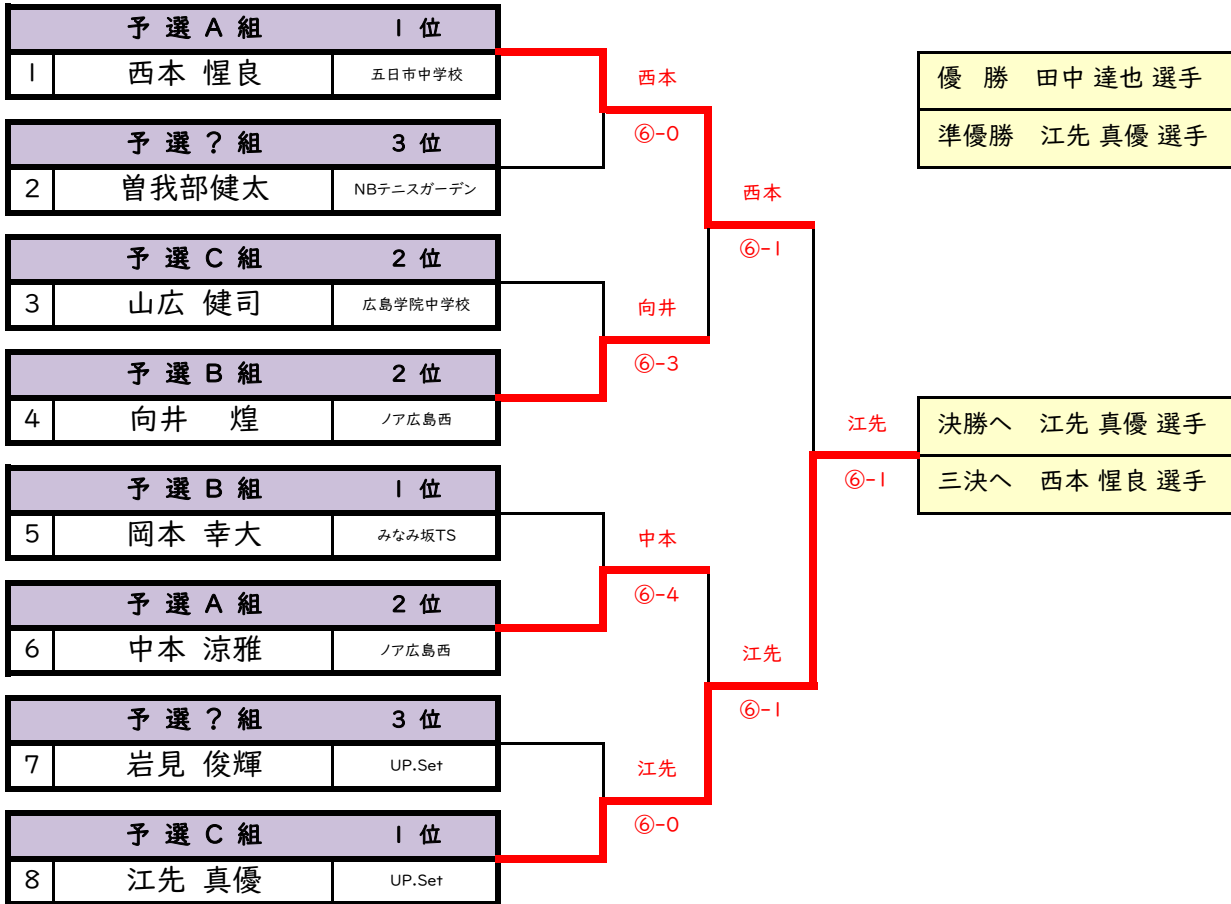 予 選 A 組 1 位
1 西本 惺良 五日市中学校
予 選 ? 組 3 位
2 曽我部健太 NBテニスガーデン
予 選 C 組 2 位
3 山広 健司 広島学院中学校
予 選 B 組 2 位
4 向井 煌 ノア広島西
予 選 B 組 1 位
5 岡本 幸大 みなみ坂TS
予 選 A 組 2 位
6 中本 涼雅 ノア広島西
予 選 ? 組 3 位
7 岩見 俊輝 UP.Set
予 選 C 組 1 位
8 江先 真優 UP.Set
西本
⑥-0
向井
⑥-3
中本
⑥-4
江先
⑥-0
西本
⑥-1
江先
⑥-1
江先
⑥-1
優 勝 田中 達也 選手
準優勝 江先 真優 選手
決勝へ 江先 真優 選手
三決へ 西本 惺良 選手